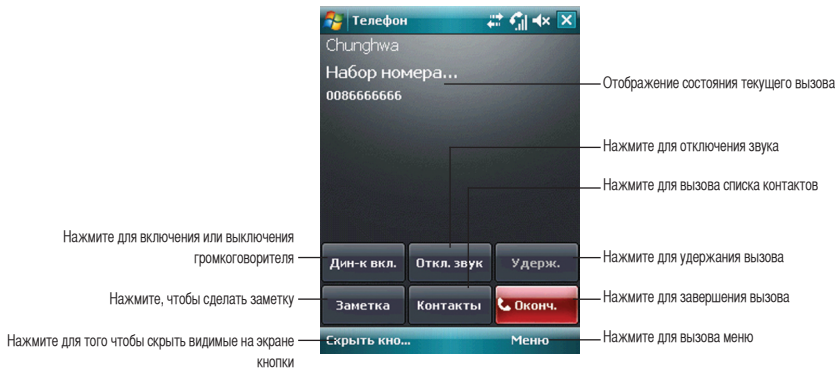 Телефон
Chunghwa
Набор номера...
0086666666
Отображение состояния текущего вызова
Нажмите для отключения звука
Нажмите для вызова списка контактов
Нажмите для включения или выключения
громкоговорителя
Дин-к вкл.
Откл. звук
Удерж.
Нажмите для удержания вызова
Нажмите, чтобы сделать заметку
Заметка
Контакты
Оконч.
Нажмите для завершения вызова
Нажмите для того чтобы скрыть видимые на экране
кнопки
Скрыть кно...
Меню
Нажмите для вызова меню